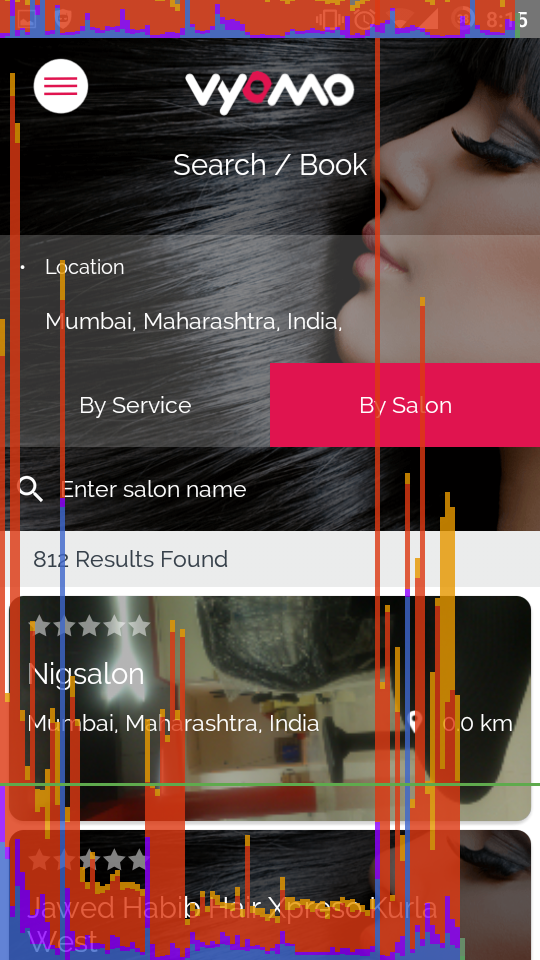 8:15
vyomo
Search / Book
Location
Mumbai, Maharashtra, India,
By Service
By Salon
Enter salon name
812 Results Found
Nigsalon
Mumbai, Maharashtra, India
0.0 km
Jawed Habib Hair Xpreso Kurla
West